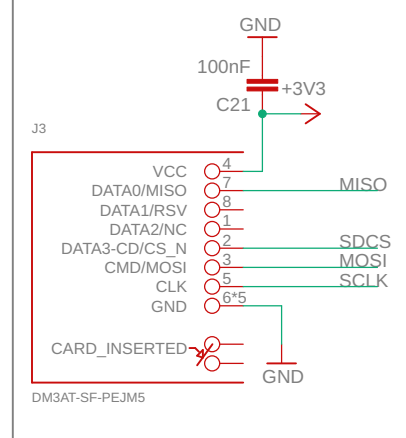 GND
100nF
+3V3
C21
J3
VCC 4
DATA0/MISO 7 MISO
DATA1/RSV 8
DATA2/NC 1
DATA3-CD/CS_N 2 SDCS
CMD/MOSI 3 MOSI
CLK 5 SCLK
GND 6*5
CARD_INSERTED
GND
DM3AT-SF-PEJM5